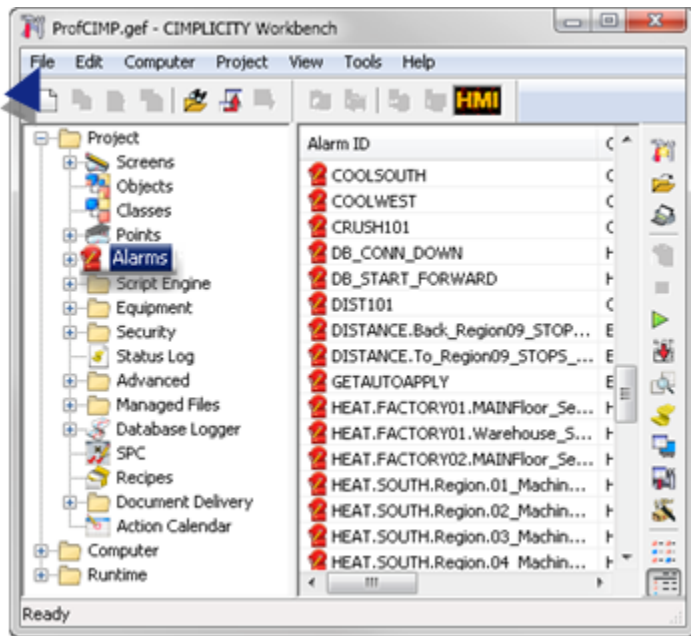 ProfCIMP.gef - CIMPLICITY Workbench
File Edit Computer Project View Tools Help
HMI
Project
Screens
Objects
Classes
Points
Alarms
Script Engine
Equipment
Security
Status Log
Advanced
Managed Files
Database Logger
SPC
Recipes
Document Delivery
Action Calendar
Computer
Runtime
Alarm ID C
COOLSOUTH C
COOLWEST C
CRUSH101 C
DB_CONN_DOWN H
DB_START_FORWARD H
DIST101 C
DISTANCE.Back_Region09_STOP... E
DISTANCE.To_Region09_STOPS_... E
GETAUTOAPPLY E
HEAT.FACTORY01.MAINFloor_Se... H
HEAT.FACTORY01.Warehouse_S... H
HEAT.FACTORY02.MAINFloor_Se... H
HEAT.SOUTH.Region.01_Machin... H
HEAT.SOUTH.Region.02_Machin... H
HEAT.SOUTH.Region.03_Machin... H
HEAT.SOUTH.Region.04_Machin... H
Ready